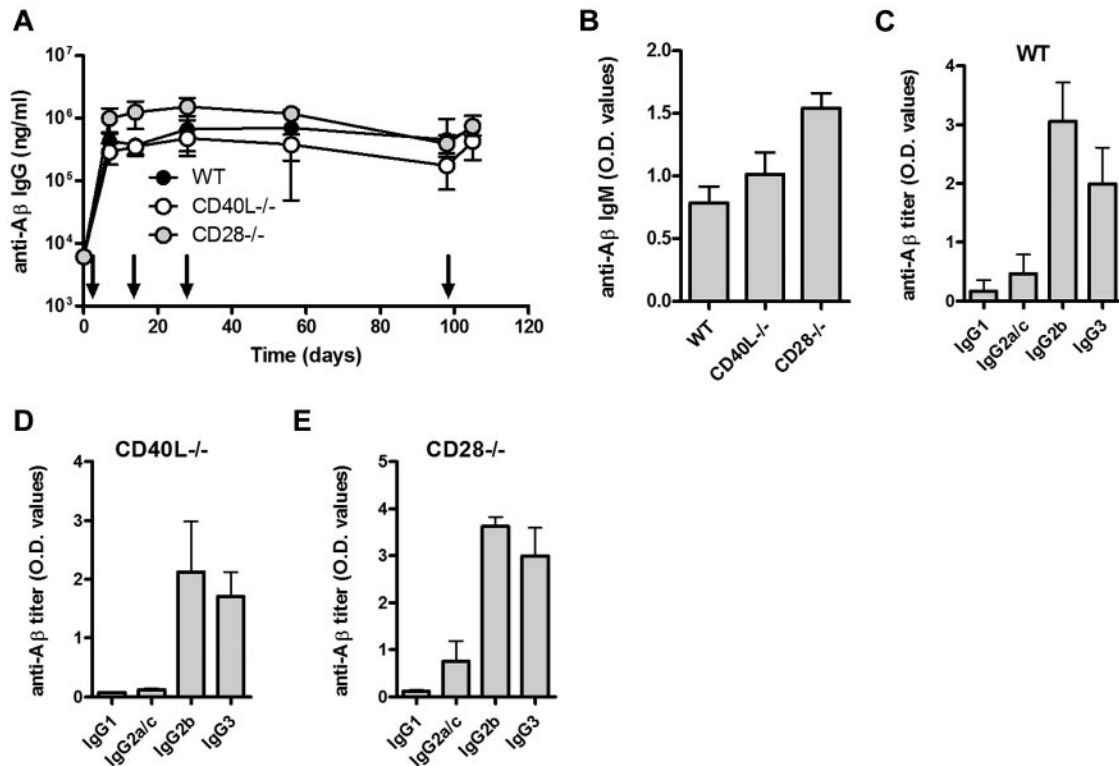 A
anti-Aβ IgG (ng/ml)
10⁷
10⁶
10⁵
10⁴
10³
WT
CD40L-/-
CD28-/-
0 20 40 60 80 100 120
Time (days)
B
anti-Aβ IgM (O.D. values)
2.0
1.5
1.0
0.5
0.0
WT CD40L-/- CD28-/-
C
WT
anti-Aβ titer (O.D. values)
4
3
2
1
0
IgG1 IgG2a/c IgG2b IgG3
D
CD40L-/-
anti-Aβ titer (O.D. values)
4
3
2
1
0
IgG1 IgG2a/c IgG2b IgG3
E
CD28-/-
anti-Aβ titer (O.D. values)
5
4
3
2
1
0
IgG1 IgG2a/c IgG2b IgG3